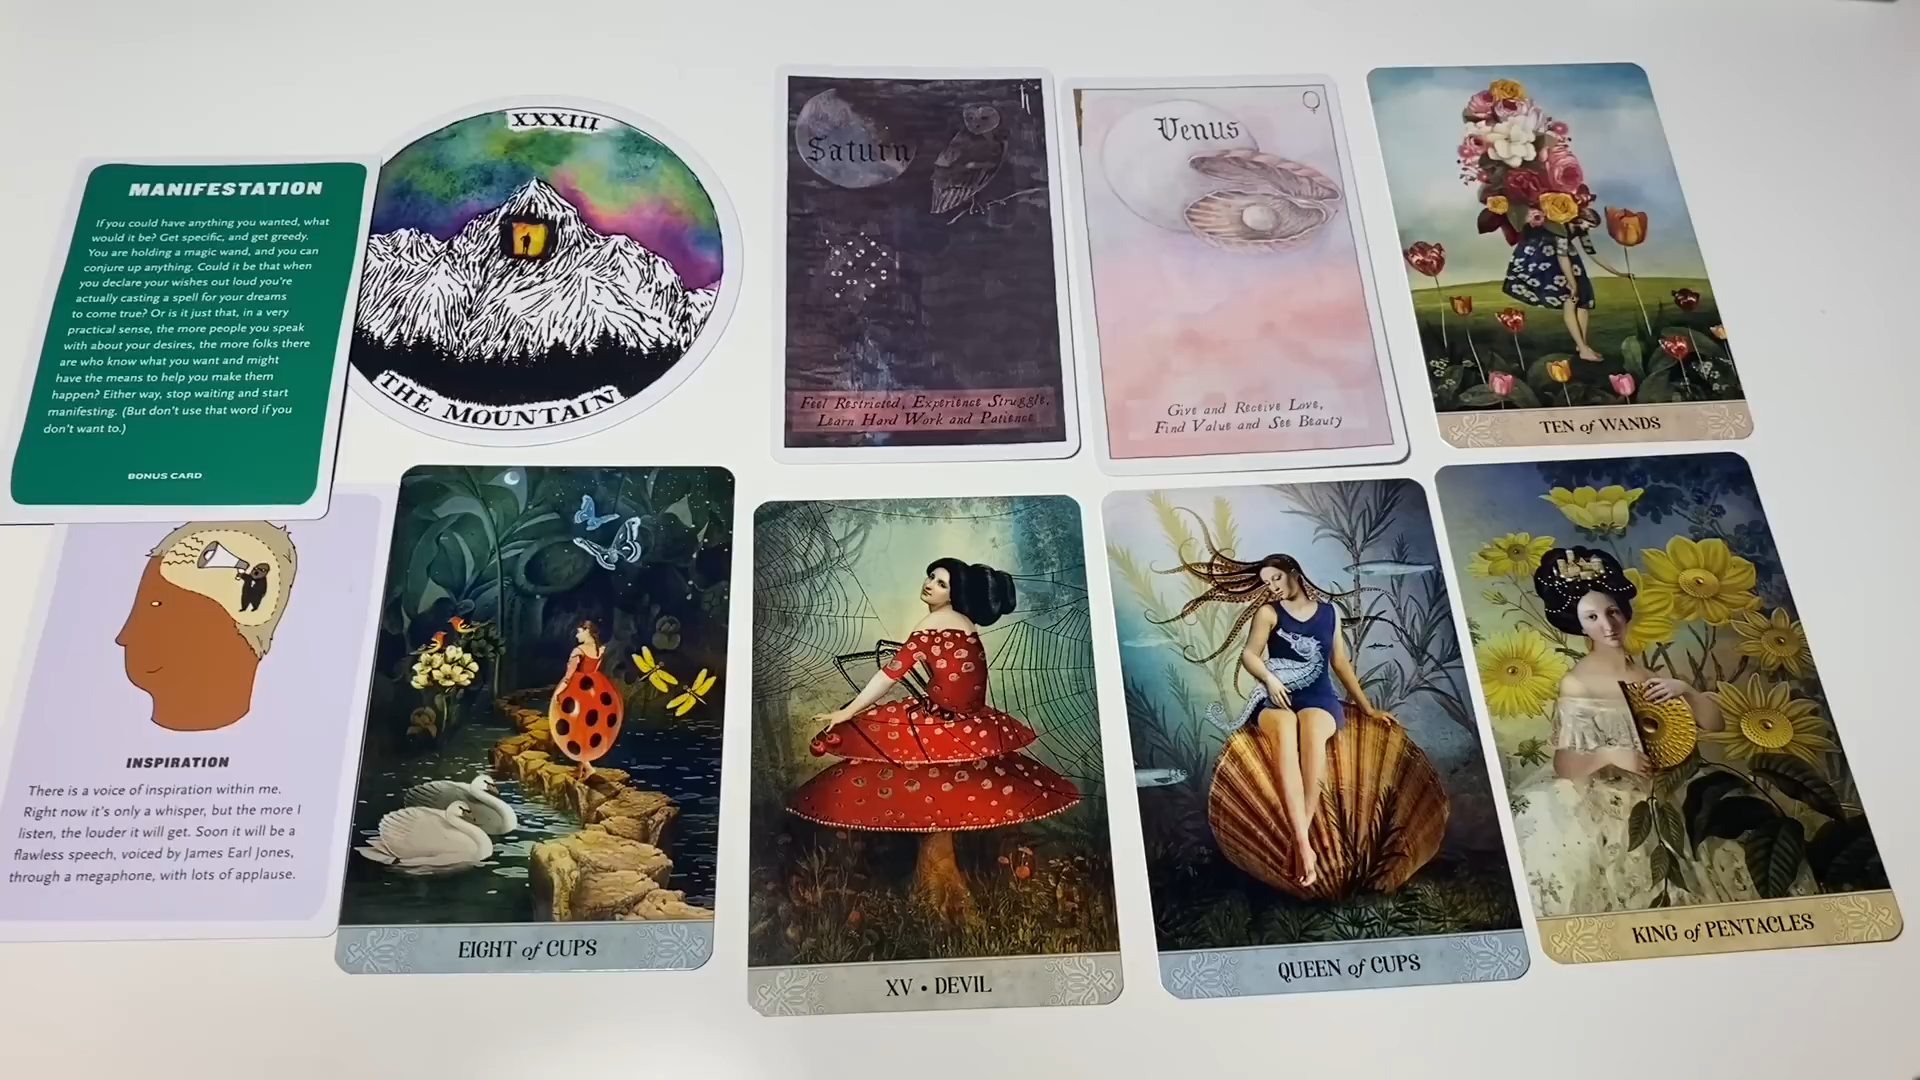 MANIFESTATION
If you could have anything you wanted, what
would it be? Get specific, and get greedy.
You are holding a magic wand, and you can
conjure up anything. Could it be that when
you declare your wishes out loud you're
actually casting a spell for your dreams
to come true? Or is it just that, in a very
practical sense, the more people you speak
with about your desires, the more folks there
are who know what you want and might
have the means to help you make them
happen? Either way, stop waiting and start
manifesting. (But don't use that word if you
don't want to.)
BONUS CARD
XXXIII
THE MOUNTAIN
Saturn
Feel Restricted, Experience Struggle,
Learn Hard Work and Patience
Venus
Give and Receive Love,
Find Value and See Beauty
TEN of WANDS
INSPIRATION
There is a voice of inspiration within me.
Right now it's only a whisper, but the more I
listen, the louder it will get. Soon it will be a
flawless speech, voiced by James Earl Jones,
through a megaphone, with lots of applause.
EIGHT of CUPS
XV • DEVIL
QUEEN of CUPS
KING of PENTACLES